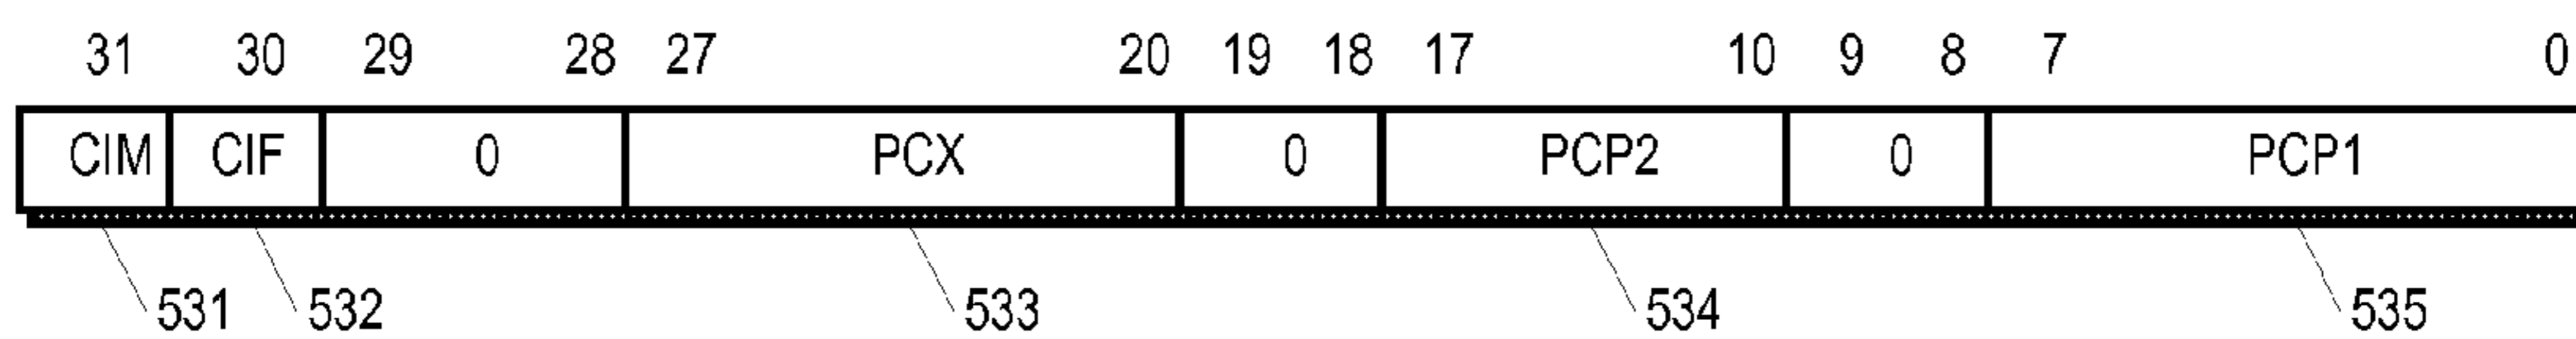 31 30 29 28 27 20 19 18 17 10 9 8 7 0
CIM CIF 0 PCX 0 PCP2 0 PCP1
531 532 533 534 535